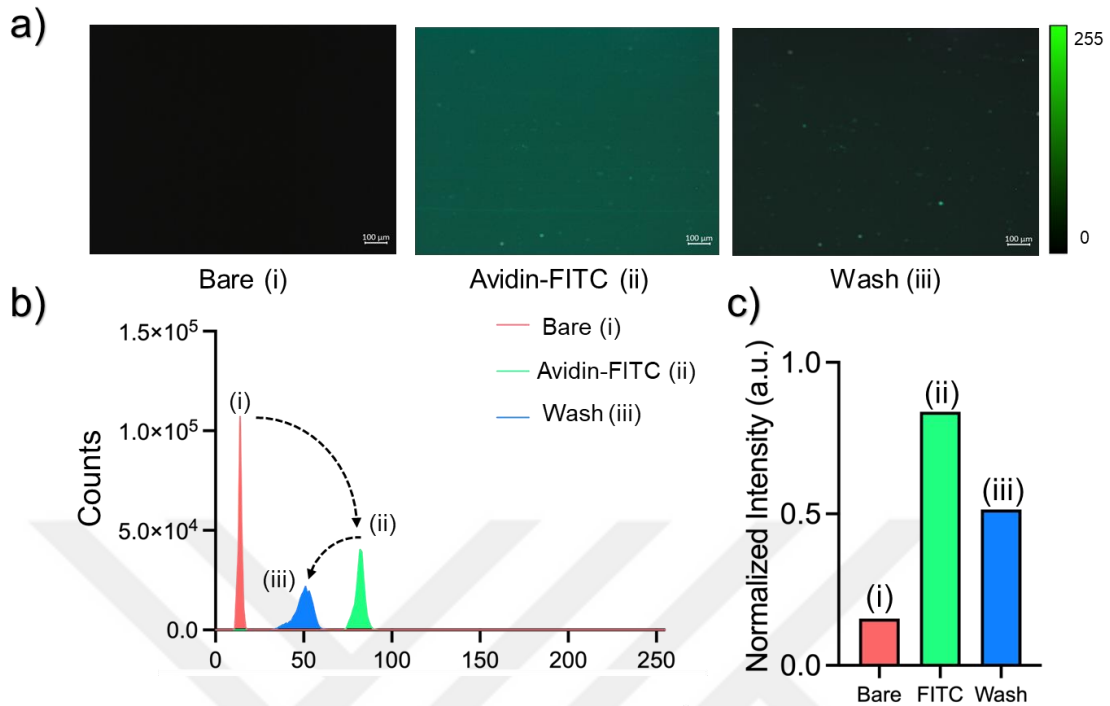 a)
255
0
100 µm
100 µm
100 µm
Bare (i)
Avidin-FITC (ii)
Wash (iii)
b)
1.5×10⁵
1.0×10⁵
5.0×10⁴
0.0
Counts
0 50 100 150 200 250
(i)
(ii)
(iii)
Bare (i)
Avidin-FITC (ii)
Wash (iii)
c)
Normalized Intensity (a.u.)
1.0
0.5
0.0
(i)
(ii)
(iii)
Bare FITC Wash